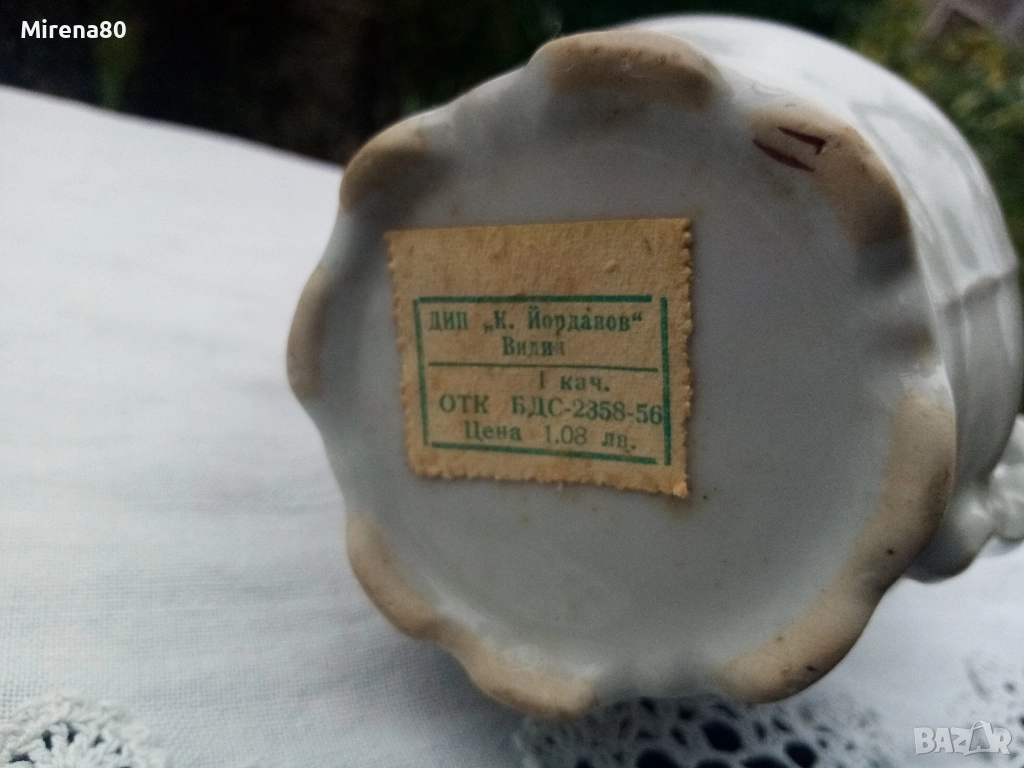 Mirena80
ДИП „К. Йорданов“
Видин
I кач.
ОТК БДС-2358-56
Цена 1.08 лв.
BAZAR